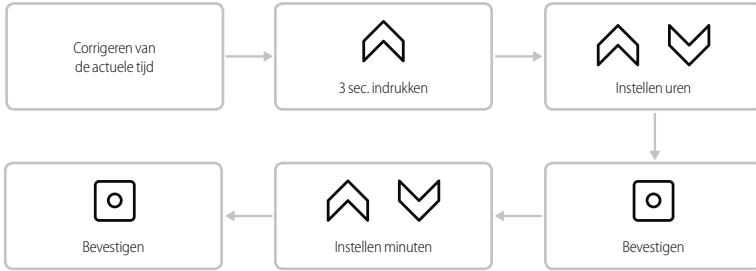 Corrigeren van
de actuele tijd
3 sec. indrukken
Instellen uren
Bevestigen
Instellen minuten
Bevestigen